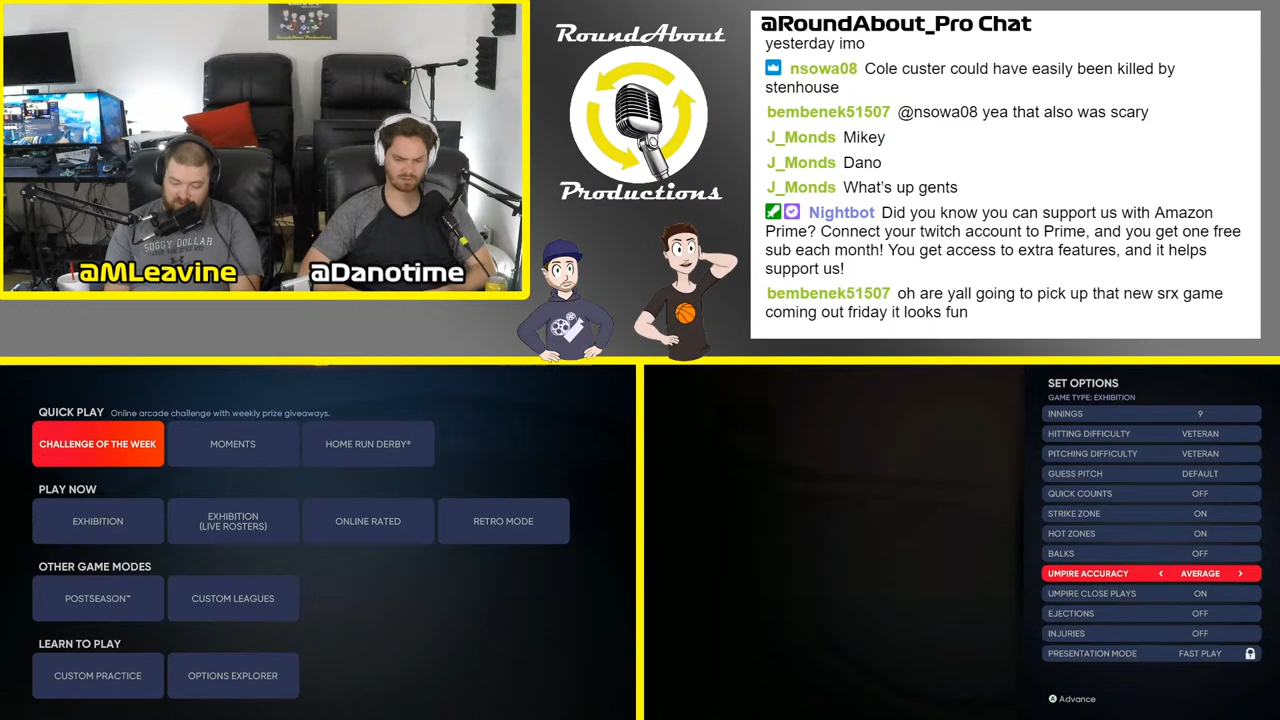 SOGGY DOLLAR
@MLeavine
@Danotime
RoundAbout
Productions
@RoundAbout_Pro Chat
yesterday imo
nsowa08 Cole custer could have easily been killed by
stenhouse
bembenek51507 @nsowa08 yea that also was scary
J_Monds Mikey
J_Monds Dano
J_Monds What's up gents
Nightbot Did you know you can support us with Amazon
Prime? Connect your twitch account to Prime, and you get one free
sub each month! You get access to extra features, and it helps
support us!
bembenek51507 oh are yall going to pick up that new srx game
coming out friday it looks fun
QUICK PLAY Online arcade challenge with weekly prize giveaways.
CHALLENGE OF THE WEEK
MOMENTS
HOME RUN DERBY®
PLAY NOW
EXHIBITION
EXHIBITION
(LIVE ROSTERS)
ONLINE RATED
RETRO MODE
OTHER GAME MODES
POSTSEASON™
CUSTOM LEAGUES
LEARN TO PLAY
CUSTOM PRACTICE
OPTIONS EXPLORER
SET OPTIONS
GAME TYPE: EXHIBITION
INNINGS 9
HITTING DIFFICULTY VETERAN
PITCHING DIFFICULTY VETERAN
GUESS PITCH DEFAULT
QUICK COUNTS OFF
STRIKE ZONE ON
HOT ZONES ON
BALKS OFF
UMPIRE ACCURACY < AVERAGE >
UMPIRE CLOSE PLAYS ON
EJECTIONS OFF
INJURIES OFF
PRESENTATION MODE FAST PLAY
A Advance